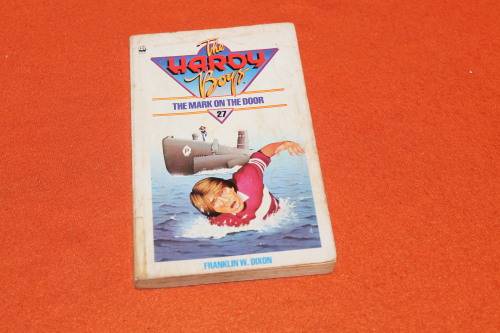 The
HARDY
Boys
THE MARK ON THE DOOR
27
FRANKLIN W. DIXON